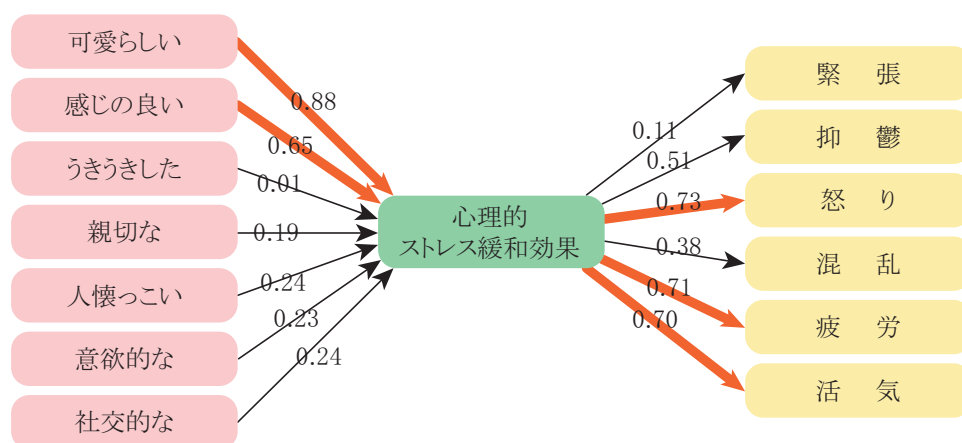 可愛らしい
感じの良い
うきうきした
親切な
人懐っこい
意欲的な
社交的な
0.88
0.65
0.01
0.19
0.24
0.23
0.24
心理的
ストレス緩和効果
0.11
0.51
0.73
0.38
0.71
0.70
緊 張
抑 鬱
怒 り
混 乱
疲 労
活 気